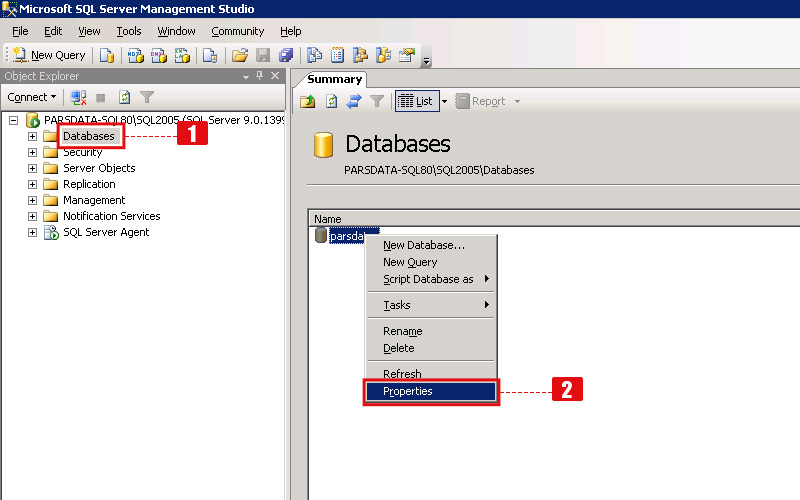 Microsoft SQL Server Management Studio
File Edit View Tools Window Community Help
New Query
Object Explorer
Summary
Connect
List
Report
PARSDATA-SQL80\SQL2005 (SQL Server 9.0.1399
Databases
1
Security
Server Objects
Replication
Management
Notification Services
SQL Server Agent
Databases
PARSDATA-SQL80\SQL2005\Databases
Name
parsdat
New Database...
New Query
Script Database as
Tasks
Rename
Delete
Refresh
Properties
2